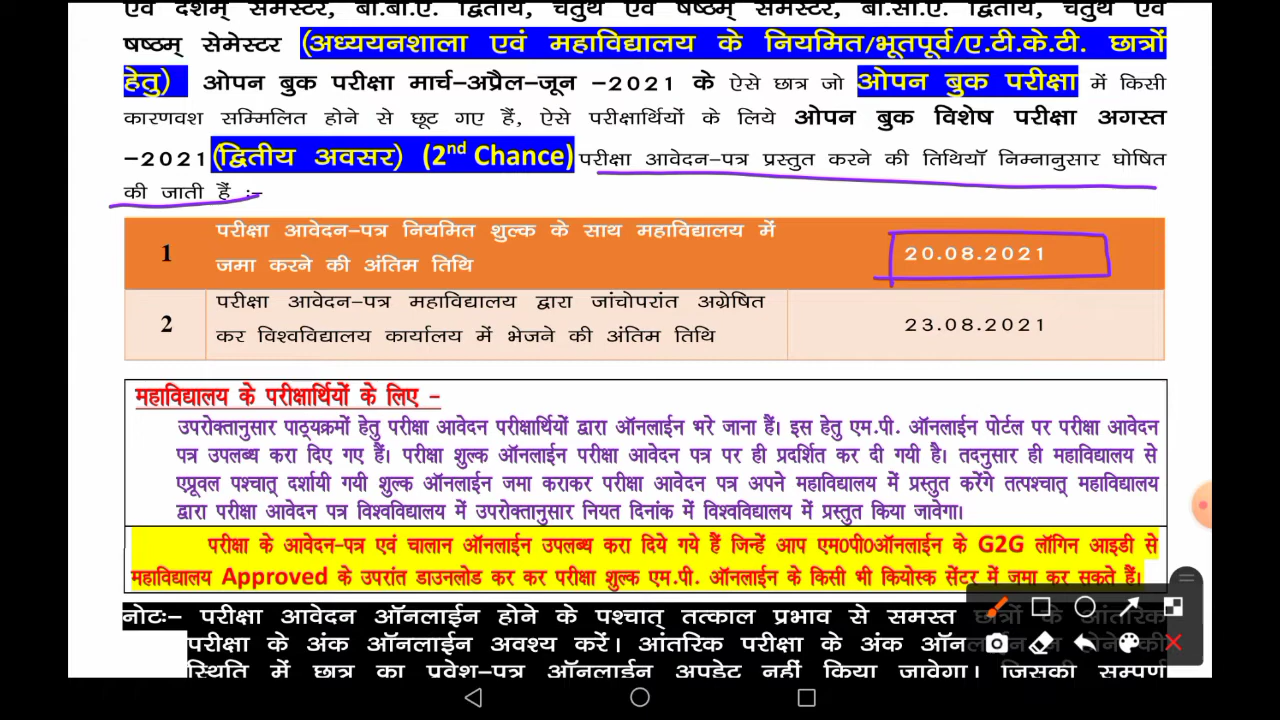 एवं दशम् सेमेस्टर, बी.बी.ए. द्वितीय, चतुर्थ एवं षष्ठम् सेमेस्टर, बी.सी.ए. द्वितीय, चतुर्थ एवं
षष्ठम् सेमेस्टर (अध्ययनशाला एवं महाविद्यालय के नियमित/भूतपूर्व/ए.टी.के.टी. छात्रों
हेतु) ओपन बुक परीक्षा मार्च–अप्रैल–जून –2021 के ऐसे छात्र जो ओपन बुक परीक्षा में किसी
कारणवश सम्मिलित होने से छूट गए हैं, ऐसे परीक्षार्थियों के लिये ओपन बुक विशेष परीक्षा अगस्त
–2021 (द्वितीय अवसर) (2nd Chance) परीक्षा आवेदन–पत्र प्रस्तुत करने की तिथियॉ निम्नानुसार घोषित
की जाती हैं :–
1 परीक्षा आवेदन–पत्र नियमित शुल्क के साथ महाविद्यालय में
जमा करने की अंतिम तिथि 20.08.2021
2 परीक्षा आवेदन–पत्र महाविद्यालय द्वारा जांचोपरांत अग्रेषित
कर विश्वविद्यालय कार्यालय में भेजने की अंतिम तिथि 23.08.2021
महाविद्यालय के परीक्षार्थियों के लिए –
उपरोक्तानुसार पाठ्यक्रमों हेतु परीक्षा आवेदन परीक्षार्थियों द्वारा ऑनलाईन भरे जाना हैं। इस हेतु एम.पी. ऑनलाईन पोर्टल पर परीक्षा आवेदन
पत्र उपलब्ध करा दिए गए हैं। परीक्षा शुल्क ऑनलाईन परीक्षा आवेदन पत्र पर ही प्रदर्शित कर दी गयी है। तदनुसार ही महाविद्यालय से
एप्रूवल पश्चात् दर्शायी गयी शुल्क ऑनलाईन जमा कराकर परीक्षा आवेदन पत्र अपने महाविद्यालय में प्रस्तुत करेंगे तत्पश्चात् महाविद्यालय
द्वारा परीक्षा आवेदन पत्र विश्वविद्यालय में उपरोक्तानुसार नियत दिनांक में विश्वविद्यालय में प्रस्तुत किया जावेगा।
परीक्षा के आवेदन-पत्र एवं चालान ऑनलाईन उपलब्ध करा दिये गये हैं जिन्हें आप एम0पी0ऑनलाईन के G2G लॉगिन आइडी से
महाविद्यालय Approved के उपरांत डाउनलोड कर कर परीक्षा शुल्क एम.पी. ऑनलाईन के किसी भी कियोस्क सेंटर में जमा कर सकते हैं।
नोटः– परीक्षा आवेदन ऑनलाईन होने के पश्चात् तत्काल प्रभाव से समस्त छात्रों के आंतरिक
परीक्षा के अंक ऑनलाईन अवश्य करें। आंतरिक परीक्षा के अंक ऑनलाईन न होने की
स्थिति में छात्र का प्रवेश–पत्र ऑनलाईन अपडेट नहीं किया जावेगा। जिसकी सम्पूर्ण